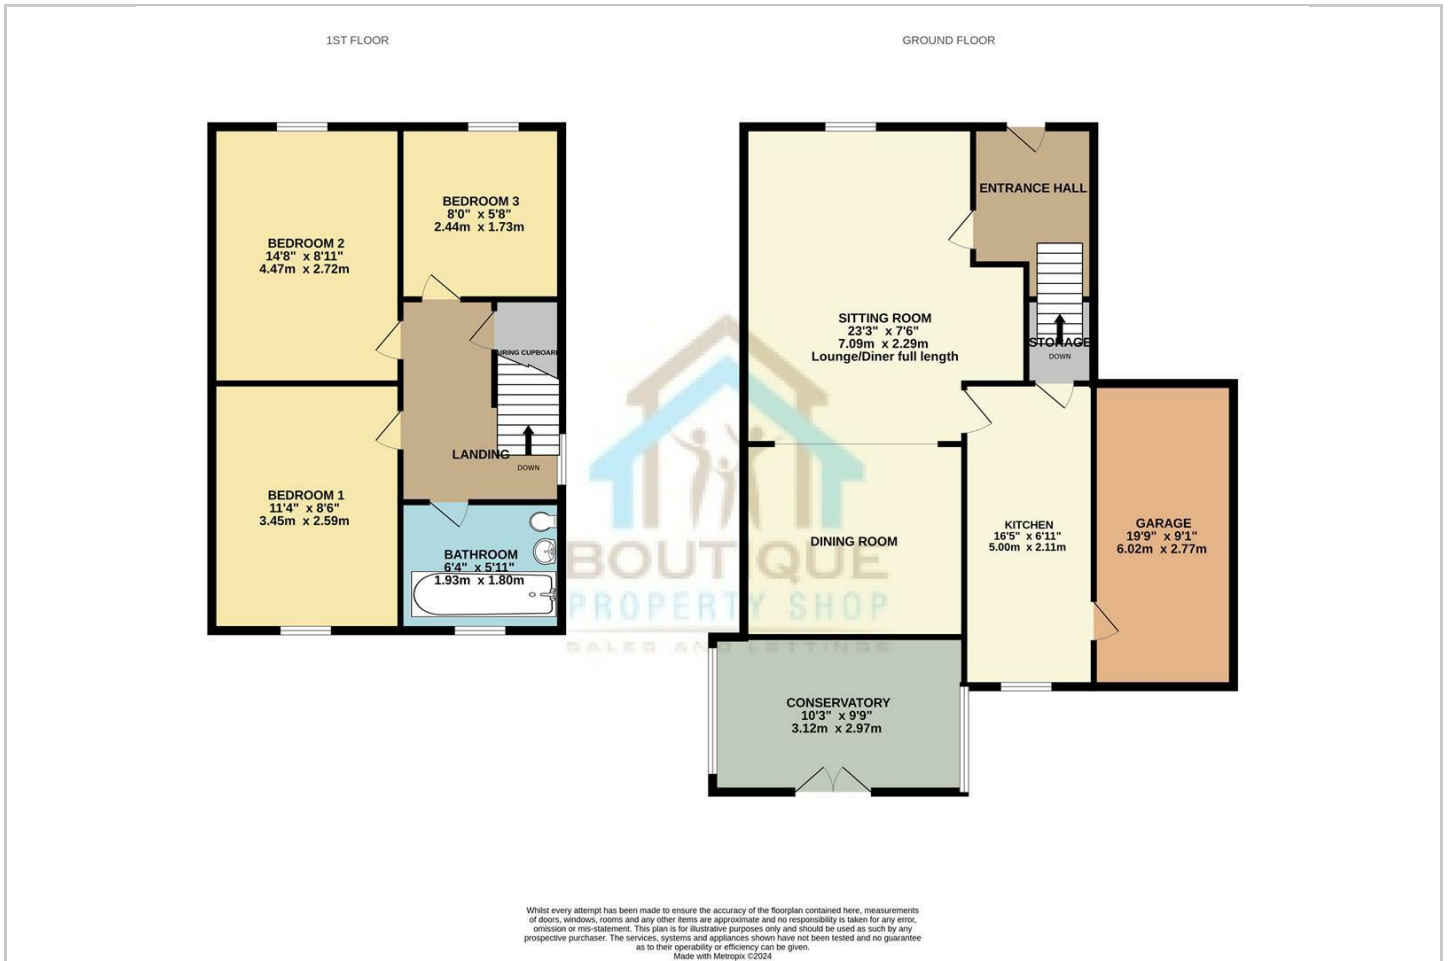 1ST FLOOR
GROUND FLOOR
BEDROOM 2
14'8" x 8'11"
4.47m x 2.72m
BEDROOM 3
8'0" x 5'8"
2.44m x 1.73m
IRING CUPBOAR
LANDING
DOWN
BEDROOM 1
11'4" x 8'6"
3.45m x 2.59m
BATHROOM
6'4" x 5'11"
1.93m x 1.80m
ENTRANCE HALL
SITTING ROOM
23'3" x 7'6"
7.09m x 2.29m
Lounge/Diner full length
STORAGE
DOWN
DINING ROOM
KITCHEN
16'5" x 6'11"
5.00m x 2.11m
GARAGE
19'9" x 9'1"
6.02m x 2.77m
CONSERVATORY
10'3" x 9'9"
3.12m x 2.97m
BOUTIQUE
PROPERTY SHOP
SALES AND LETTINGS
Whilst every attempt has been made to ensure the accuracy of the floorplan contained here, measurements
of doors, windows, rooms and any other items are approximate and no responsibility is taken for any error,
omission or mis-statement. This plan is for illustrative purposes only and should be used as such by any
prospective purchaser. The services, systems and appliances shown have not been tested and no guarantee
as to their operability or efficiency can be given.
Made with Metropix ©2024